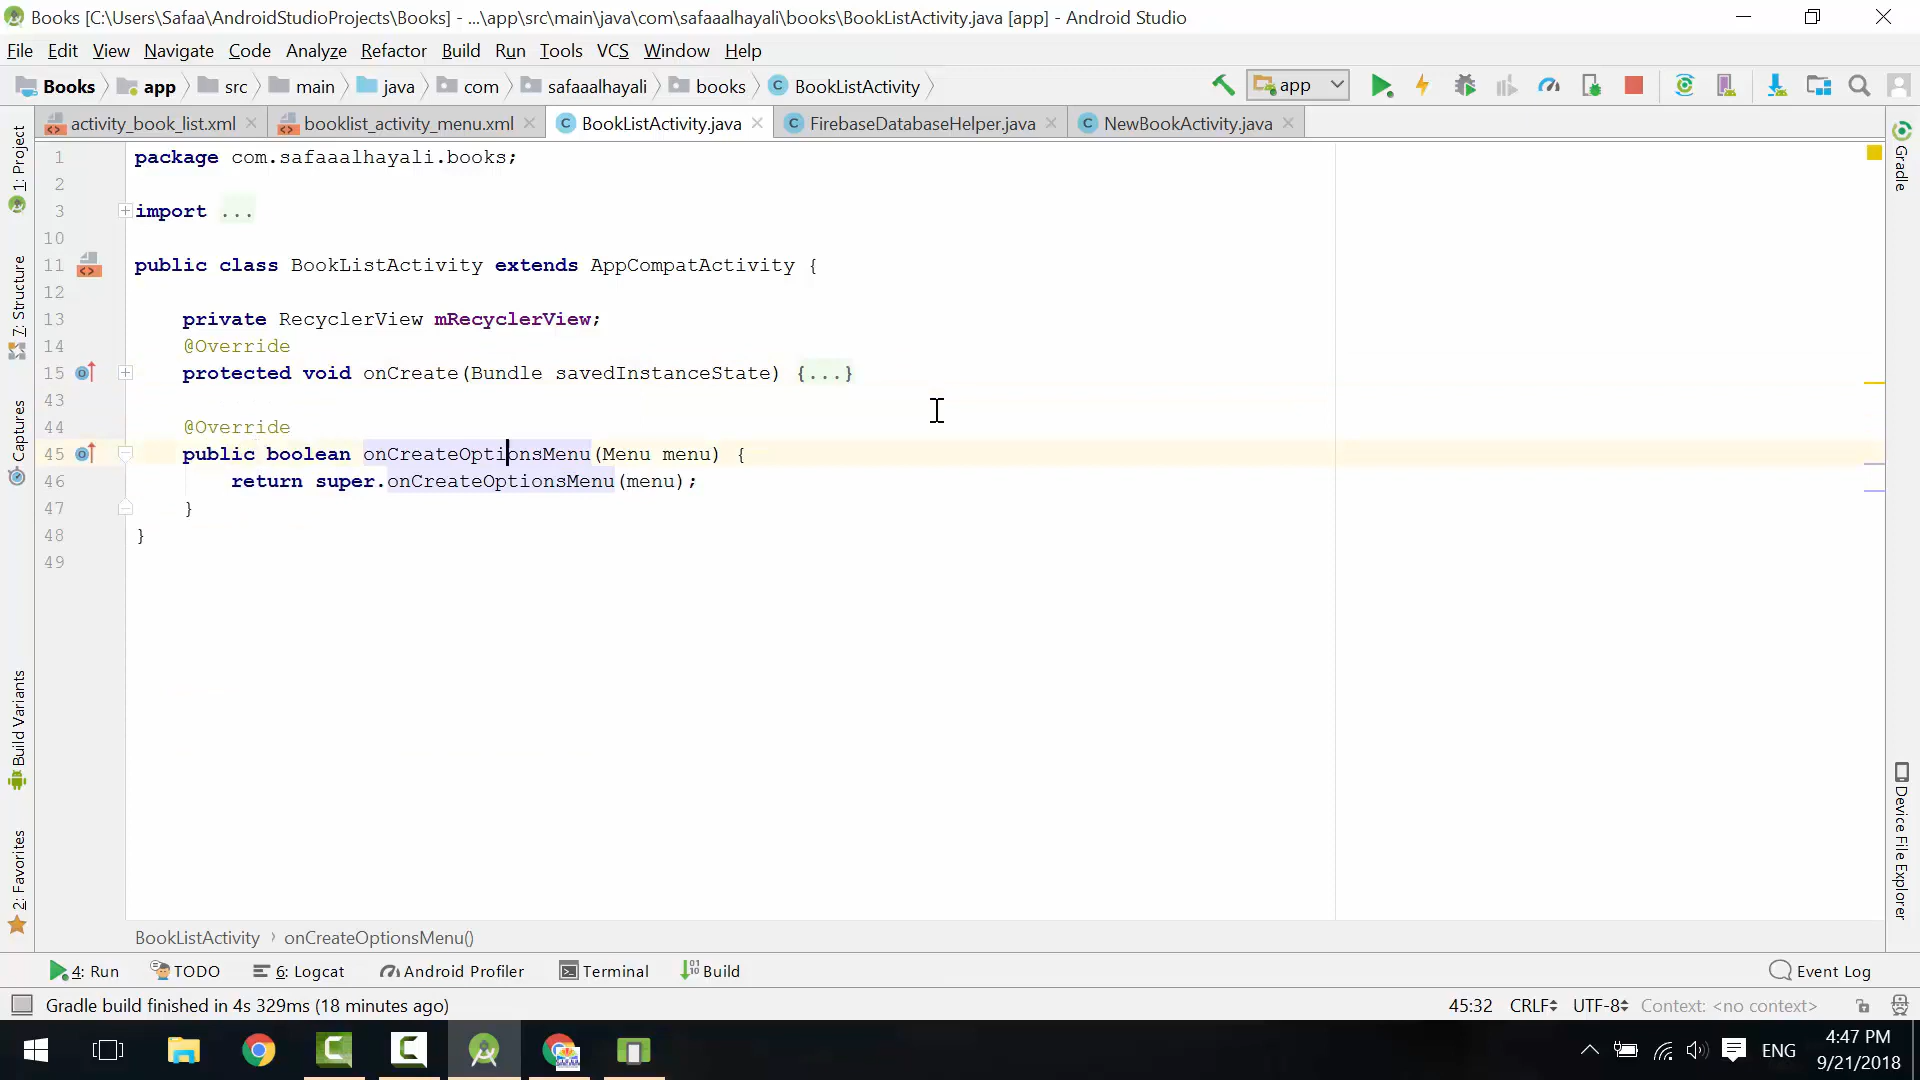 Books [C:\Users\Safaa\AndroidStudioProjects\Books] - ...\app\src\main\java\com\safaaalhayali\books\BookListActivity.java [app] - Android Studio
File Edit View Navigate Code Analyze Refactor Build Run Tools VCS Window Help
Books app src main java com safaaalhayali books BookListActivity app
activity_book_list.xml booklist_activity_menu.xml BookListActivity.java FirebaseDatabaseHelper.java NewBookActivity.java
1 package com.safaaalhayali.books;
2
3 import ...
10
11 public class BookListActivity extends AppCompatActivity {
12
13 private RecyclerView mRecyclerView;
14 @Override
15 protected void onCreate(Bundle savedInstanceState) {...}
43
44 @Override
45 public boolean onCreateOptionsMenu(Menu menu) {
46 return super.onCreateOptionsMenu(menu);
47 }
48 }
49
1: Project
7: Structure
Captures
Build Variants
2: Favorites
Gradle
Device File Explorer
BookListActivity › onCreateOptionsMenu()
4: Run TODO 6: Logcat Android Profiler Terminal Build Event Log
Gradle build finished in 4s 329ms (18 minutes ago) 45:32 CRLF UTF-8 Context: <no context>
ENG 4:47 PM
9/21/2018